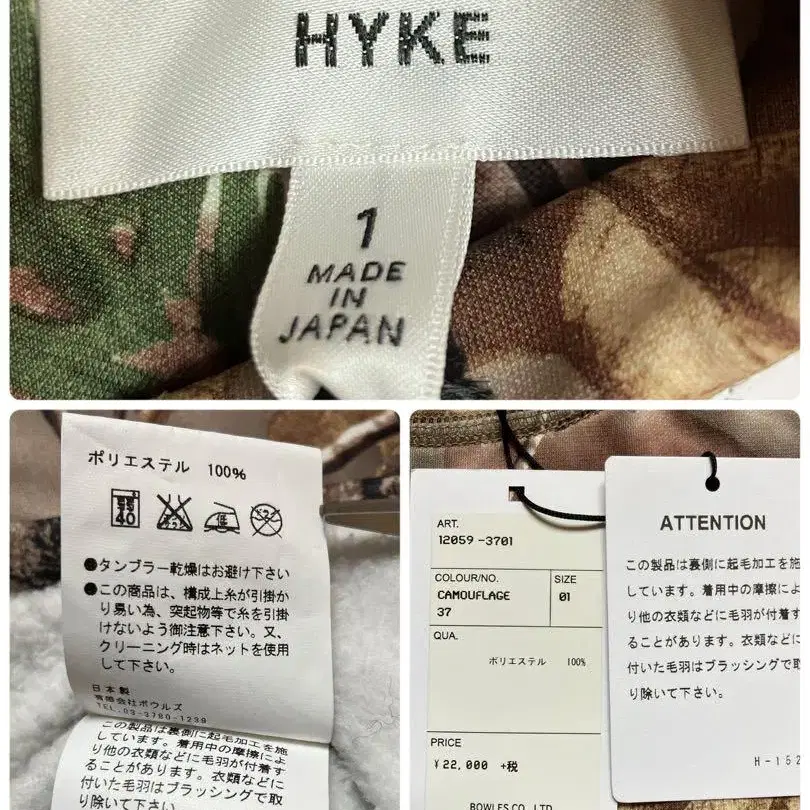 HYKE
1
MADE
IN
JAPAN
ポリエステル 100%
40
低
●タンブラー乾燥はお避け下さい
●この商品は、構成上糸が引掛か
り易い為、突起物等で糸を引掛
けないよう御注意下さい。又、
クリーニング時はネットを使用
して下さい。
日本製
有限会社ボウルズ
TEL.03-3780-1239
この製品は裏側に起毛加工を施
しています。着用中の摩擦によ
り他の衣類などに毛羽が付着す
ることがあります。衣類などに
付いた毛羽はブラッシングで取
り除いて下さい。
ART.
12059-3701
COLOUR/NO.
CAMOUFLAGE
37
SIZE
01
QUA.
ポリエステル 100%
PRICE
¥22,000 +税
BOWLES CO.,LTD
ATTENTION
この製品は裏側に起毛加工を施
しています。着用中の摩擦によ
り他の衣類などに毛羽が付着す
ることがあります。衣類などに
付いた毛羽はブラッシングで取
り除いて下さい。
H-152